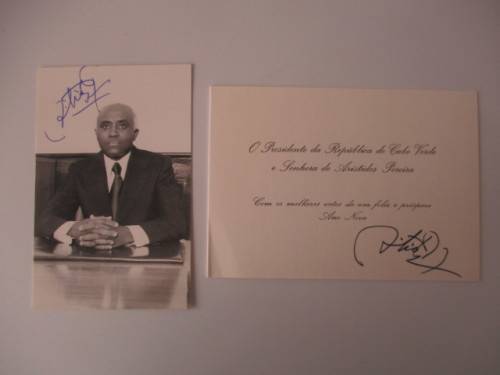 O Presidente da República de Cabo Verde
e Senhora de Aristides Pereira
Com os melhores votos de um feliz e próspero
Ano Novo